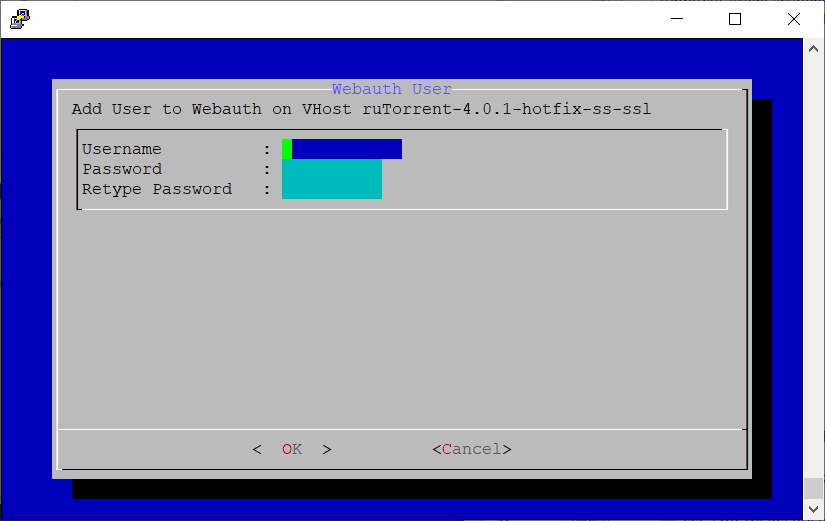 Webauth User
Add User to Webauth on VHost ruTorrent-4.0.1-hotfix-ss-ssl
Username          :
Password          :
Retype Password   :
<  OK  >          <Cancel>